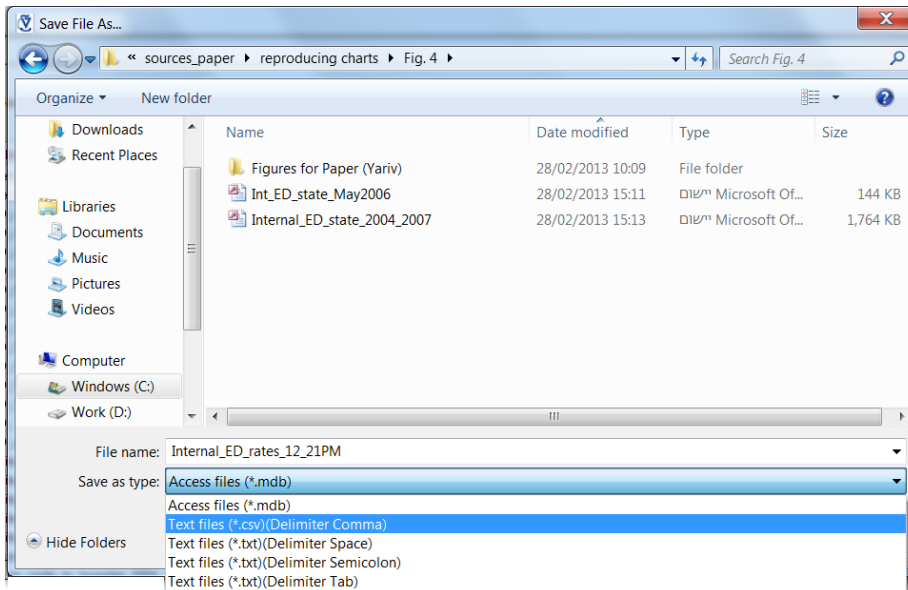 Save File As...
« sources_paper ▸ reproducing charts ▸ Fig. 4 ▸
Search Fig. 4
Organize
New folder
Name Date modified Type Size
Downloads
Recent Places
Libraries
Documents
Music
Pictures
Videos
Computer
Windows (C:)
Work (D:)
Figures for Paper (Yariv) 28/02/2013 10:09 File folder
Int_ED_state_May2006 28/02/2013 15:11 יישום Microsoft Of... 144 KB
Internal_ED_state_2004_2007 28/02/2013 15:13 יישום Microsoft Of... 1,764 KB
File name: Internal_ED_rates_12_21PM
Save as type: Access files (*.mdb)
Access files (*.mdb)
Text files (*.csv)(Delimiter Comma)
Text files (*.txt)(Delimiter Space)
Text files (*.txt)(Delimiter Semicolon)
Text files (*.txt)(Delimiter Tab)
Hide Folders